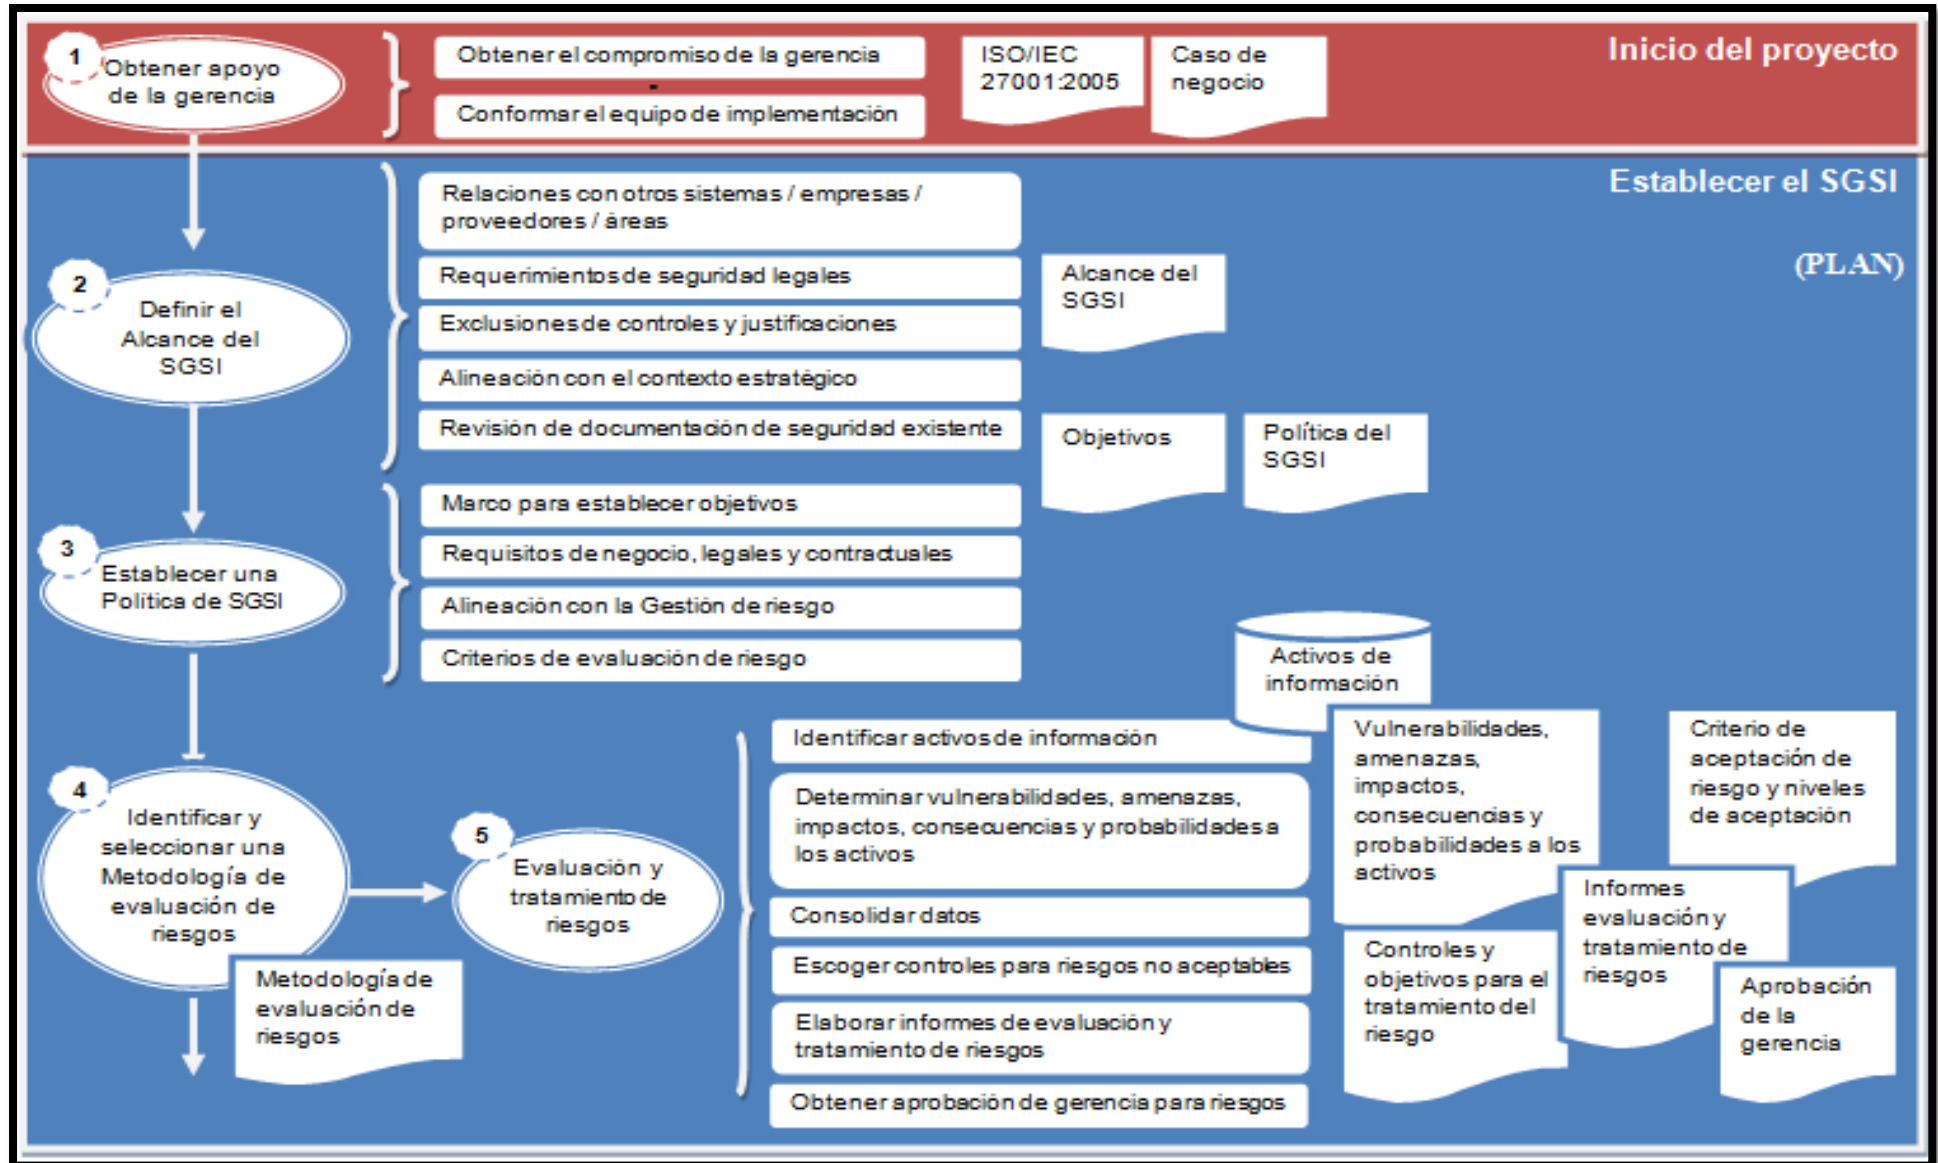 1
Obtener apoyo
de la gerencia
Obtener el compromiso de la gerencia
Conformar el equipo de implementación
ISO/IEC
27001:2005
Caso de
negocio
Inicio del proyecto
Establecer el SGSI
(PLAN)
2
Definir el
Alcance del
SGSI
Relaciones con otros sistemas / empresas /
proveedores / áreas
Requerimientos de seguridad legales
Exclusiones de controles y justificaciones
Alineación con el contexto estratégico
Revisión de documentación de seguridad existente
Alcance del
SGSI
Objetivos
Política del
SGSI
3
Establecer una
Política de SGSI
Marco para establecer objetivos
Requisitos de negocio, legales y contractuales
Alineación con la Gestión de riesgo
Criterios de evaluación de riesgo
4
Identificar y
seleccionar una
Metodología de
evaluación de
riesgos
Metodología de
evaluación de
riesgos
5
Evaluación y
tratamiento de
riesgos
Identificar activos de información
Determinar vulnerabilidades, amenazas,
impactos, consecuencias y probabilidades a
los activos
Consolidar datos
Escoger controles para riesgos no aceptables
Elaborar informes de evaluación y
tratamiento de riesgos
Obtener aprobación de gerencia para riesgos
Activos de
información
Vulnerabilidades,
amenazas,
impactos,
consecuencias y
probabilidades a los
activos
Criterio de
aceptación de
riesgo y niveles
de aceptación
Informes
evaluación y
tratamiento de
riesgos
Controles y
objetivos para el
tratamiento del
riesgo
Aprobación
de la
gerencia